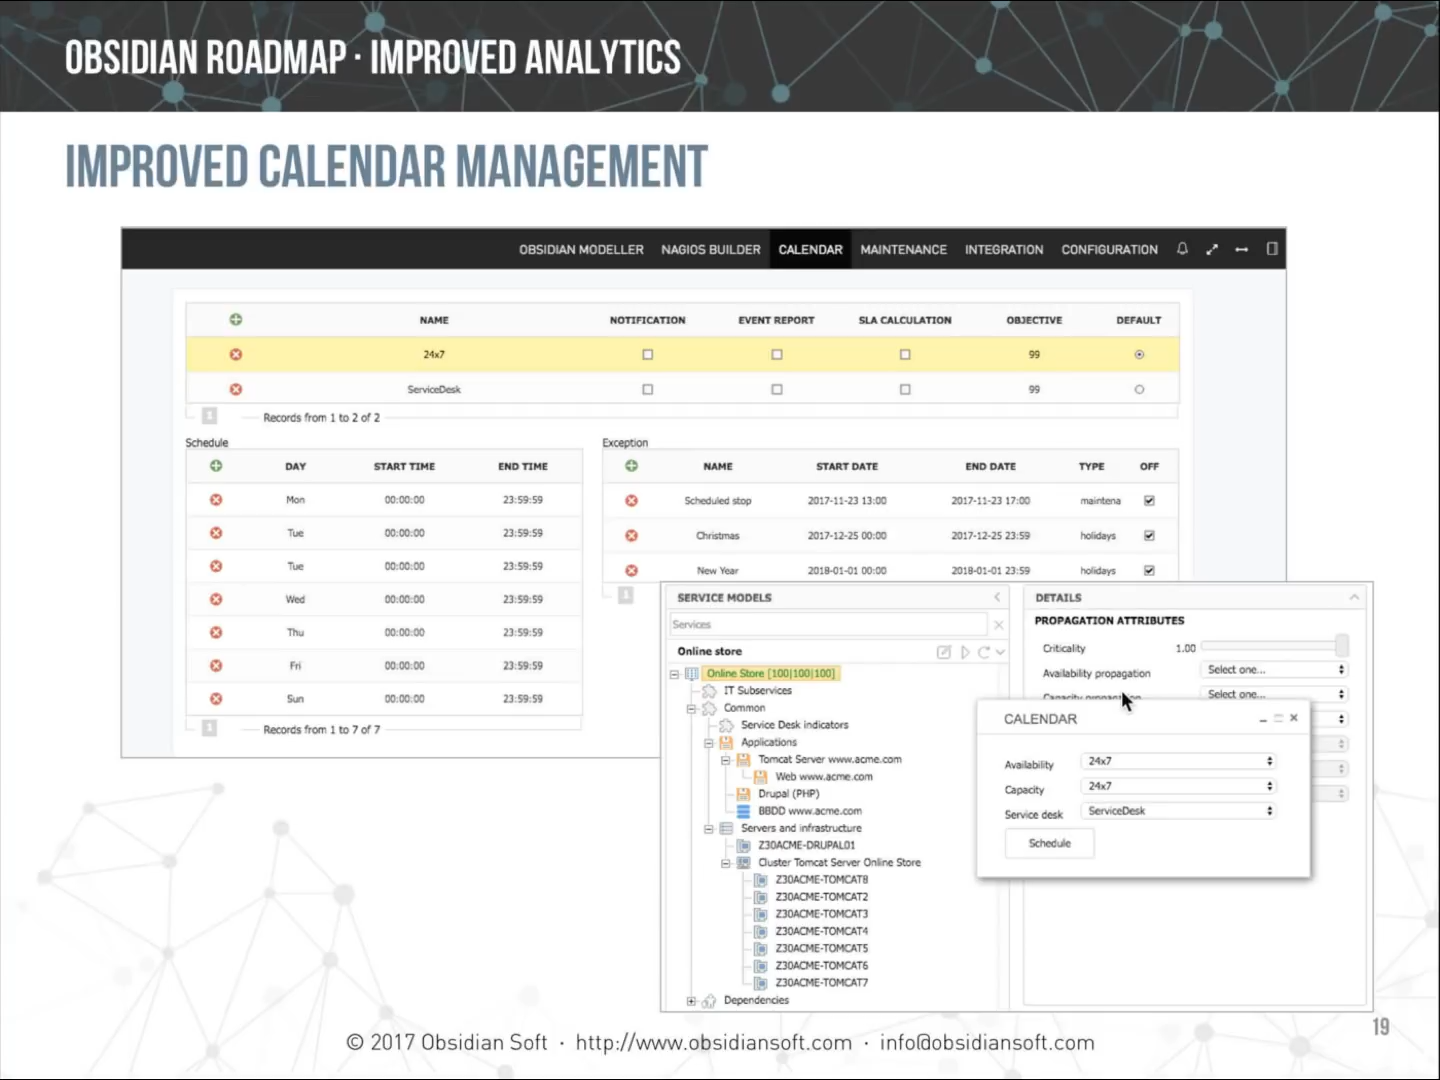 OBSIDIAN ROADMAP · IMPROVED ANALYTICS
IMPROVED CALENDAR MANAGEMENT
OBSIDIAN MODELLER NAGIOS BUILDER CALENDAR MAINTENANCE INTEGRATION CONFIGURATION
NAME NOTIFICATION EVENT REPORT SLA CALCULATION OBJECTIVE DEFAULT
24x7 99
ServiceDesk 99
1 Records from 1 to 2 of 2
Schedule
DAY START TIME END TIME
Mon 00:00:00 23:59:59
Tue 00:00:00 23:59:59
Tue 00:00:00 23:59:59
Wed 00:00:00 23:59:59
Thu 00:00:00 23:59:59
Fri 00:00:00 23:59:59
Sun 00:00:00 23:59:59
1 Records from 1 to 7 of 7
Exception
NAME START DATE END DATE TYPE OFF
Scheduled stop 2017-11-23 13:00 2017-11-23 17:00 maintena
Christmas 2017-12-25 00:00 2017-12-25 23:59 holidays
New Year 2018-01-01 00:00 2018-01-01 23:59 holidays
1
SERVICE MODELS
Services
Online store
Online Store [100|100|100]
IT Subservices
Common
Service Desk indicators
Applications
Tomcat Server www.acme.com
Web www.acme.com
Drupal (PHP)
BBDD www.acme.com
Servers and infrastructure
Z30ACME-DRUPAL01
Cluster Tomcat Server Online Store
Z30ACME-TOMCAT8
Z30ACME-TOMCAT2
Z30ACME-TOMCAT3
Z30ACME-TOMCAT4
Z30ACME-TOMCAT5
Z30ACME-TOMCAT6
Z30ACME-TOMCAT7
Dependencies
DETAILS
PROPAGATION ATTRIBUTES
Criticality 1.00
Availability propagation Select one...
Capacity propagation Select one...
CALENDAR
Availability 24x7
Capacity 24x7
Service desk ServiceDesk
Schedule
19
© 2017 Obsidian Soft · http://www.obsidiansoft.com · info@obsidiansoft.com